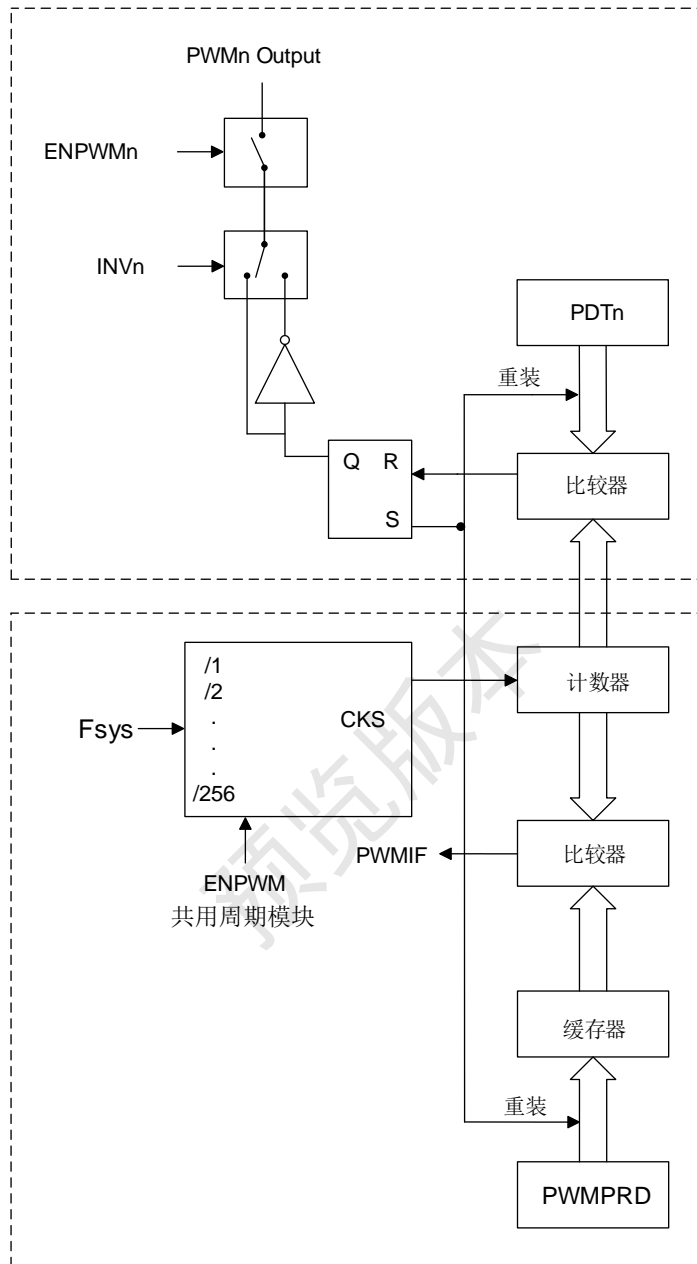 PWMn Output
ENPWMn
INVn
PDTn
重装
Q R
比较器
S
/1
/2
.
.
.
/256
CKS
Fsys
计数器
PWMIF
比较器
ENPWM
共用周期模块
缓存器
重装
PWMPRD
预览版本